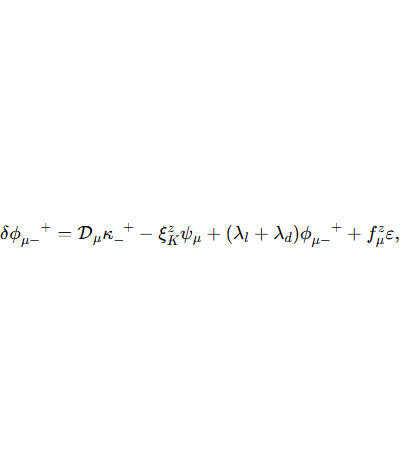 δϕ_{μ−}{}^{+} = 𝒟_μ κ_−{}^{+} − ξ_K^z ψ_μ + (λ_l + λ_d)ϕ_{μ−}{}^{+} + f_μ^z ε,